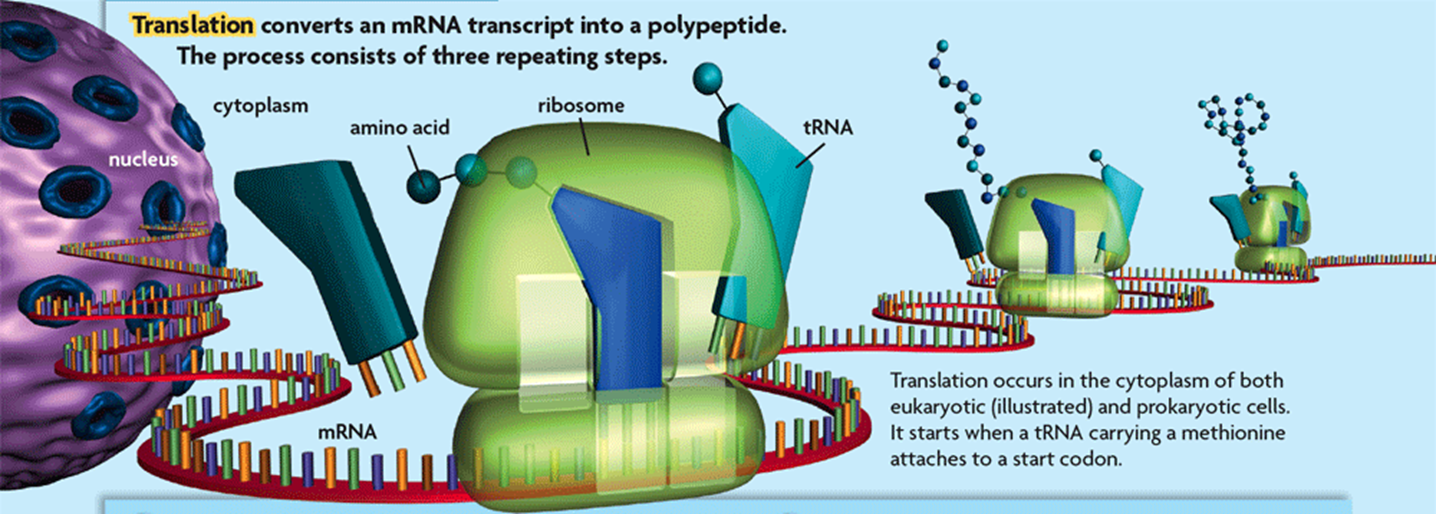 Translation converts an mRNA transcript into a polypeptide.
The process consists of three repeating steps.
cytoplasm
ribosome
amino acid
tRNA
nucleus
mRNA
Translation occurs in the cytoplasm of both
eukaryotic (illustrated) and prokaryotic cells.
It starts when a tRNA carrying a methionine
attaches to a start codon.